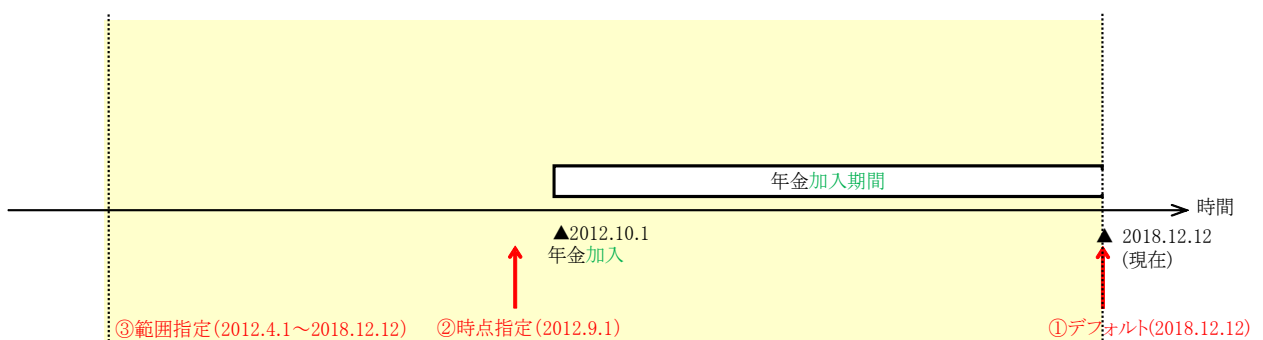 年金加入期間
時間
▲2012.10.1
年金加入
▲ 2018.12.12
(現在)
③範囲指定(2012.4.1～2018.12.12)
②時点指定(2012.9.1)
①デフォルト(2018.12.12)